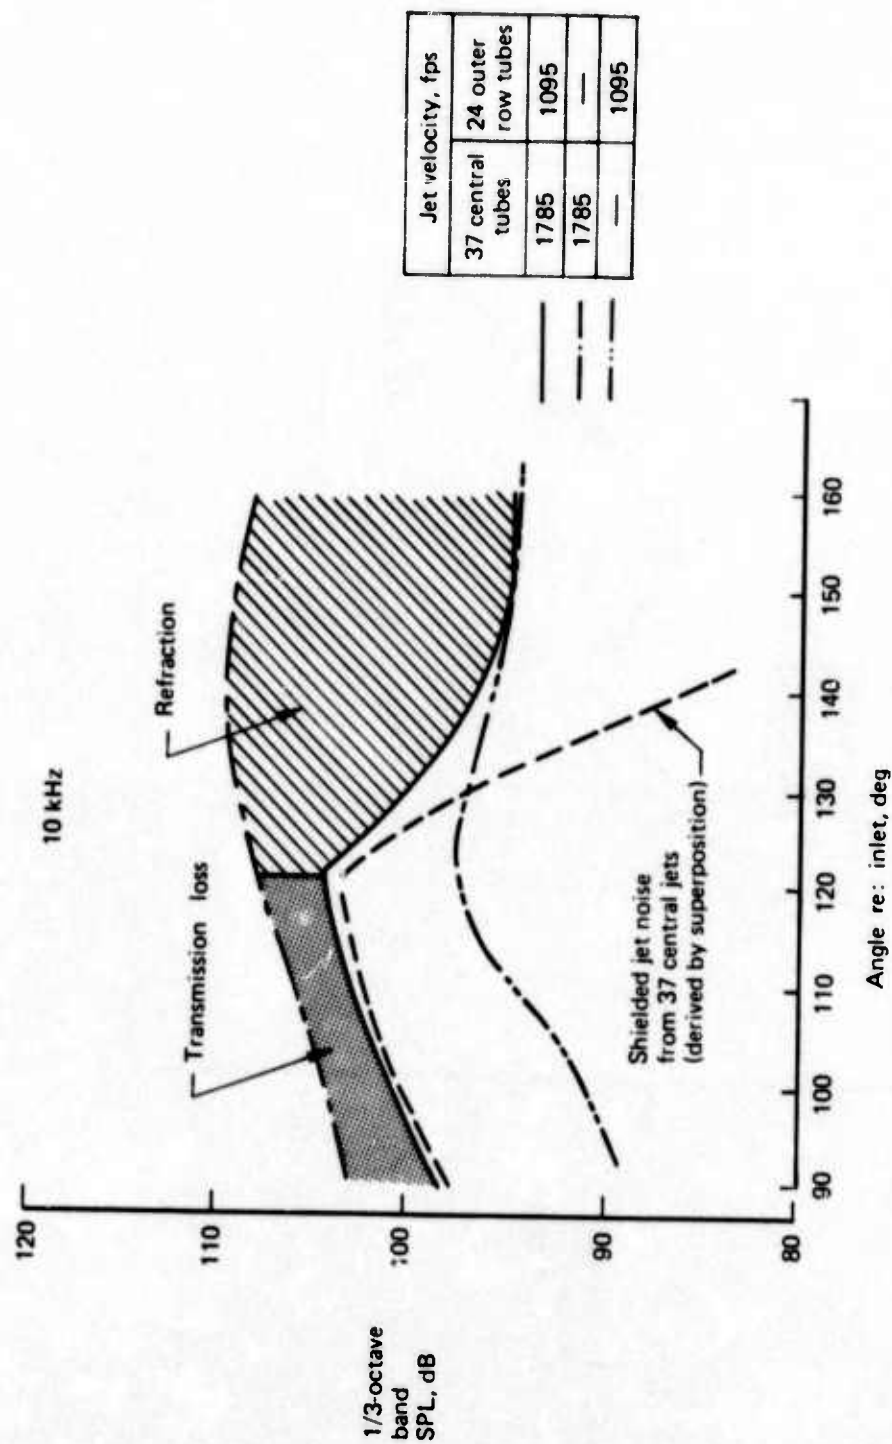 10 kHz
120
110
:00
90
80
1/3-octave
band
SPL, dB
Transmission loss
Refraction
Shielded jet noise
from 37 central jets
(derived by superposition)
90
100
110
120
130
140
150
160
Angle re: inlet, deg
Jet velocity, fps
37 central
tubes
24 outer
row tubes
1785
1095
1785
—
—
1095